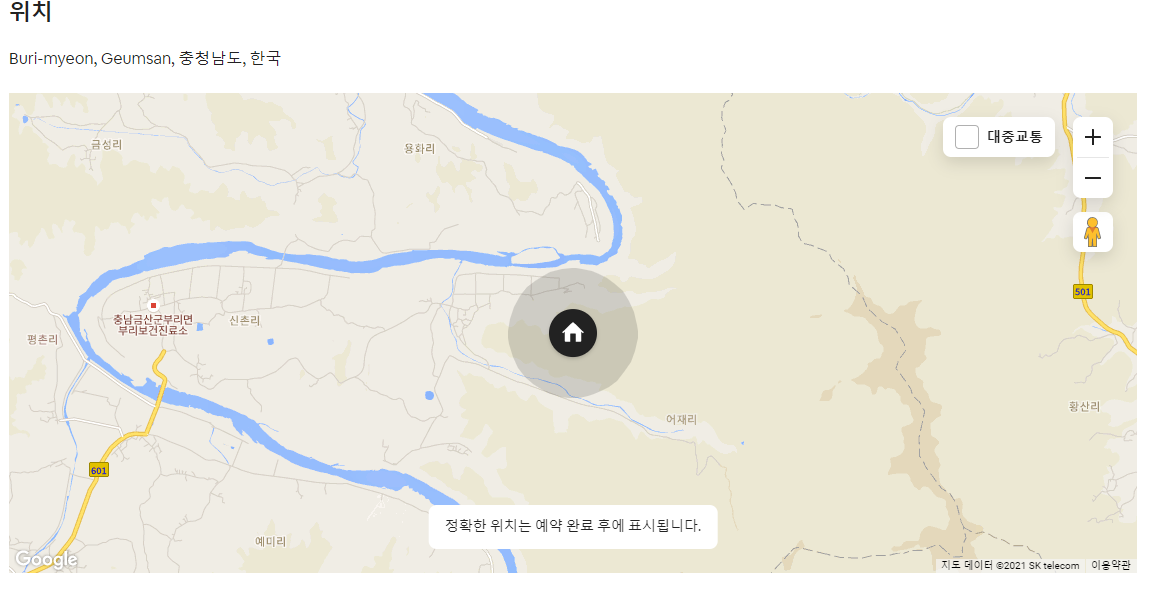 위치
Buri-myeon, Geumsan, 충청남도, 한국
금성리
용화리
대중교통
501
충남금산군부리면
부리보건진료소
신촌리
평촌리
황산리
어재리
601
정확한 위치는 예약 완료 후에 표시됩니다.
예미리
Google
지도 데이터 ©2021 SK telecom
이용약관